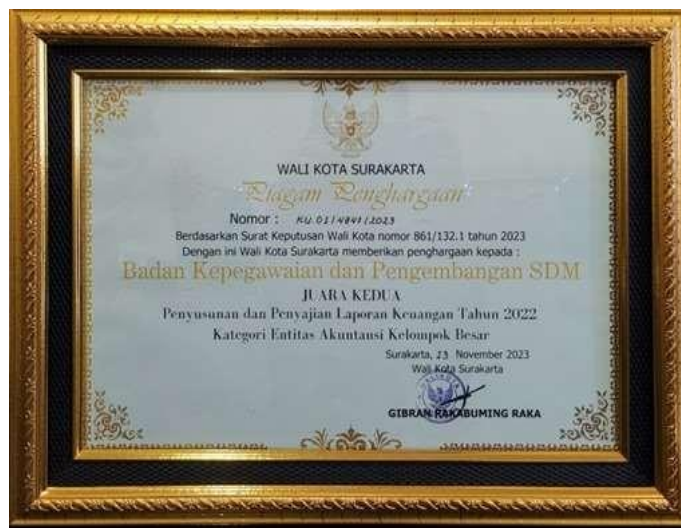 WALI KOTA SURAKARTA
Piagam Penghargaan
Nomor : KU.01/4841/2023
Berdasarkan Surat Keputusan Wali Kota nomor 861/132.1 tahun 2023
Dengan ini Wali Kota Surakarta memberikan penghargaan kepada :
Badan Kepegawaian dan Pengembangan SDM
JUARA KEDUA
Penyusunan dan Penyajian Laporan Keuangan Tahun 2022
Kategori Entitas Akuntansi Kelompok Besar
Surakarta, 23 November 2023
Wali Kota Surakarta
GIBRAN RAKABUMING RAKA